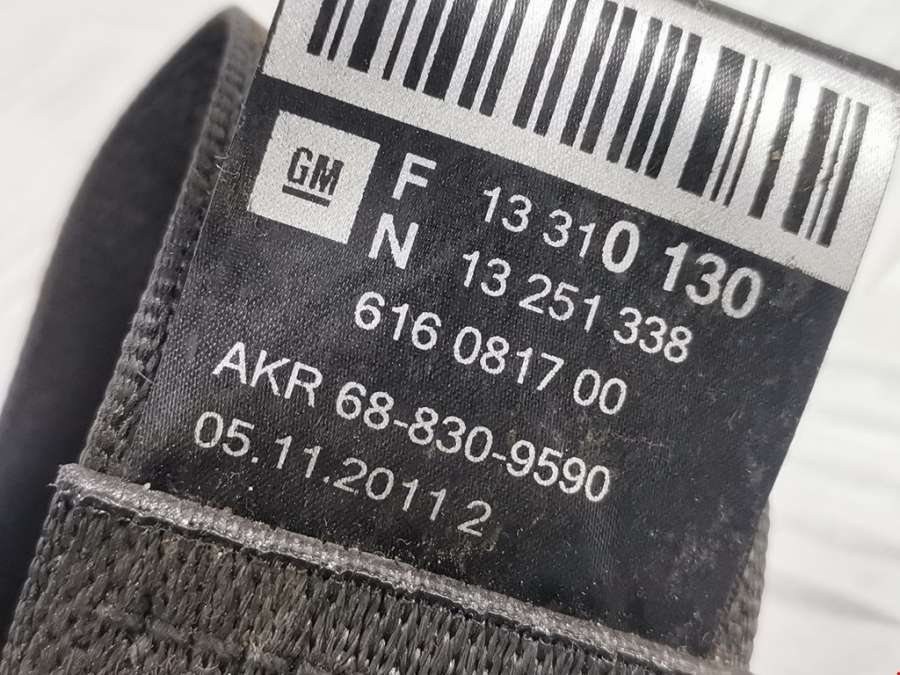 GM
F 13 310 130
N 13 251 338
616 0817 00
AKR 68-830-9590
05.11.2011 2